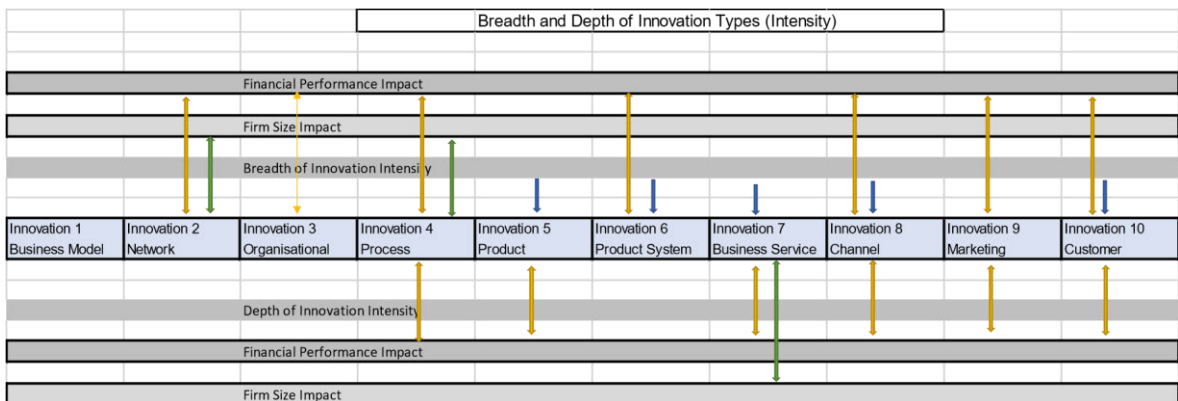 Breadth and Depth of Innovation Types (Intensity)
Financial Performance Impact
Firm Size Impact
Breadth of Innovation Intensity
Innovation 1 Innovation 2 Innovation 3 Innovation 4 Innovation 5 Innovation 6 Innovation 7 Innovation 8 Innovation 9 Innovation 10
Business Model Network Organisational Process Product Product System Business Service Channel Marketing Customer
Depth of Innovation Intensity
Financial Performance Impact
Firm Size Impact